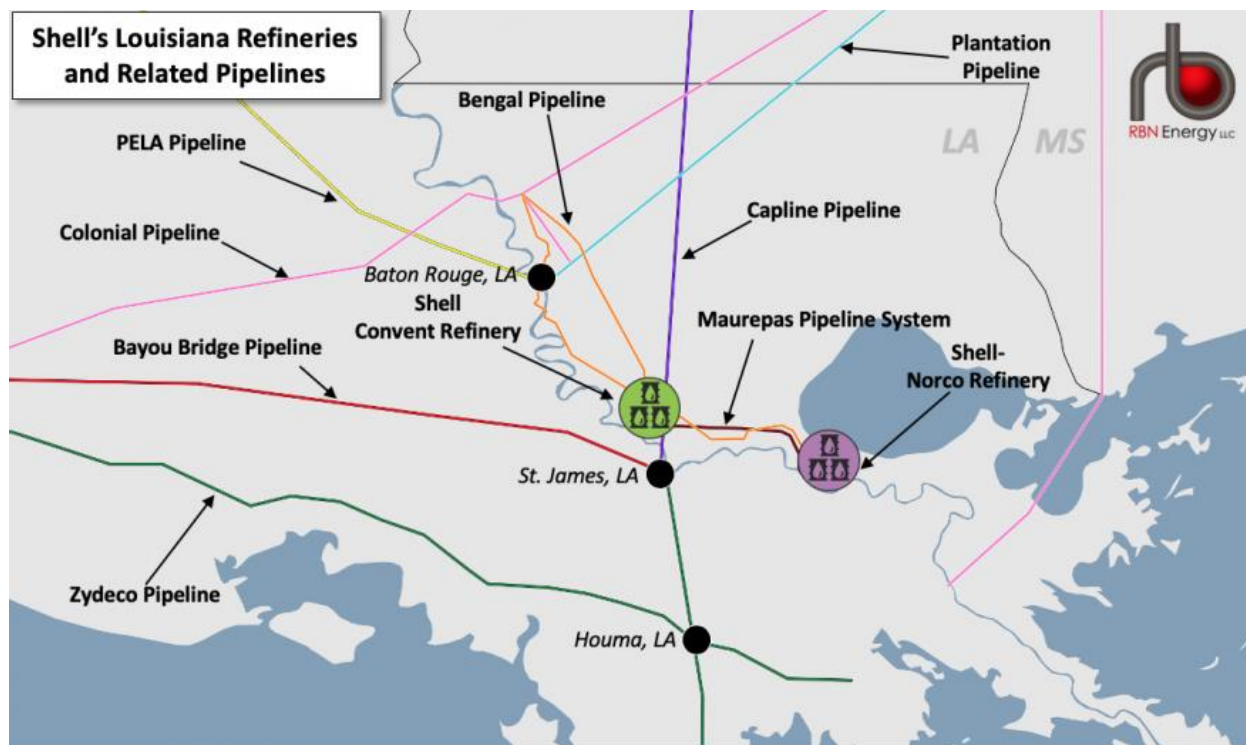 Shell's Louisiana Refineries
and Related Pipelines
Plantation
Pipeline
Bengal Pipeline
RBN Energy LLC
PELA Pipeline
LA MS
Colonial Pipeline
Capline Pipeline
Baton Rouge, LA
Shell
Convent Refinery
Maurepas Pipeline System
Bayou Bridge Pipeline
Shell-
Norco Refinery
St. James, LA
Zydeco Pipeline
Houma, LA